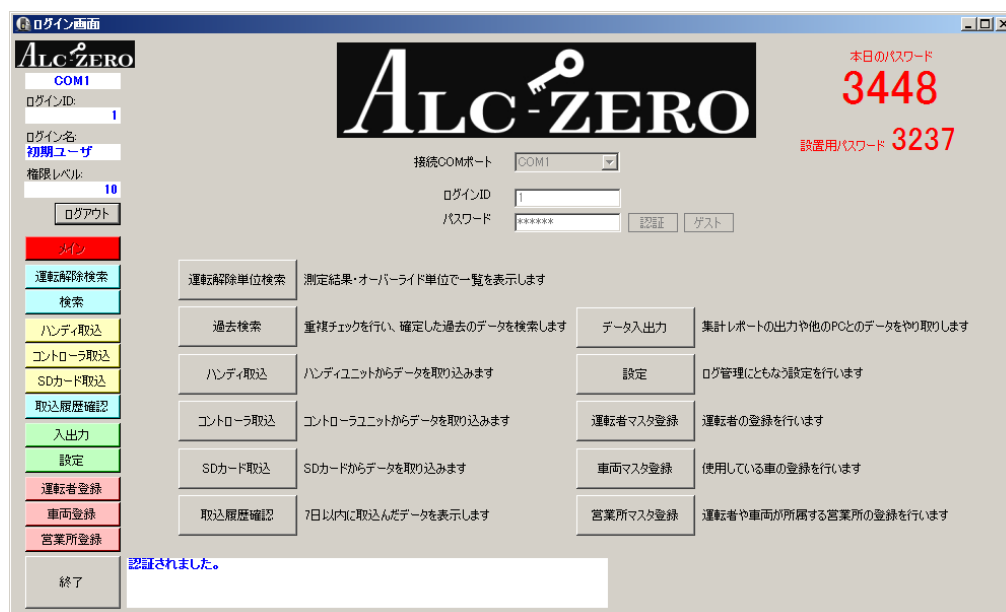 ログイン画面
ALC-ZERO
COM1
ログインID:
1
ログイン名:
初期ユーザ
権限レベル:
10
ログアウト
メイン
運転解除検索
検索
ハンディ取込
コントローラ取込
SDカード取込
取込履歴確認
入出力
設定
運転者登録
車両登録
営業所登録
終了
ALC-ZERO
本日のパスワード
3448
設置用パスワード 3237
接続COMポート COM1
ログインID 1
パスワード ****** 認証 ゲスト
運転解除単位検索 測定結果・オーバーライド単位で一覧を表示します
過去検索 重複チェックを行い、確定した過去のデータを検索します
ハンディ取込 ハンディユニットからデータを取り込みます
コントローラ取込 コントローラユニットからデータを取り込みます
SDカード取込 SDカードからデータを取り込みます
取込履歴確認 7日以内に取込んだデータを表示します
データ入出力 集計レポートの出力や他のPCとのデータをやり取りします
設定 ログ管理にともなう設定を行います
運転者マスタ登録 運転者の登録を行います
車両マスタ登録 使用している車の登録を行います
営業所マスタ登録 運転者や車両が所属する営業所の登録を行います
認証されました。